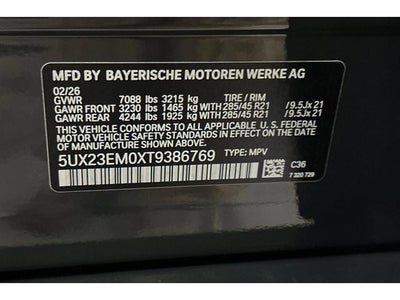 MFD BY BAYERISCHE MOTOREN WERKE AG
02/26
GVWR 7088 lbs 3215 kg TIRE / RIM
GAWR FRONT 3230 lbs 1465 kg ≝ 285/45 R21 /9.5Jx21
GAWR REAR 4244 lbs 1925 kg ≝ 285/45 R21 /9.5Jx21
THIS VEHICLE CONFORMS TO ALL APPLICABLE U.S. FEDERAL
MOTOR VEHICLE SAFETY STANDARDS IN EFFECT ON THE
DATE OF MANUFACTURE SHOWN ABOVE.
5UX23EM0XT9386769 TYPE: MPV
C36
7 320 729